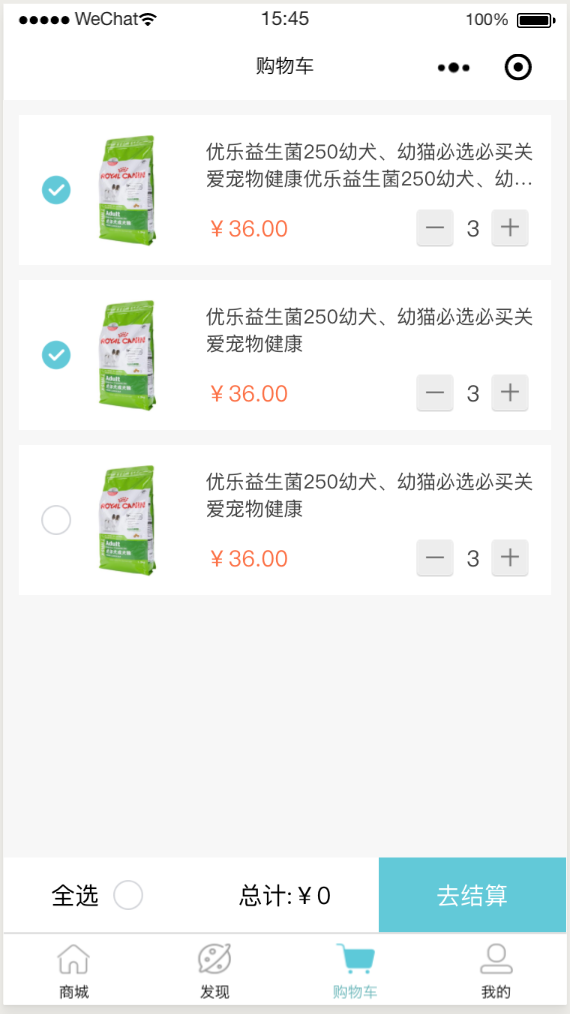 WeChat 15:45 100%
购物车
优乐益生菌250幼犬、幼猫必选必买关
爱宠物健康优乐益生菌250幼犬、幼...
ROYAL CANIN
Adult
￥36.00
3
优乐益生菌250幼犬、幼猫必选必买关
爱宠物健康
ROYAL CANIN
Adult
￥36.00
3
优乐益生菌250幼犬、幼猫必选必买关
爱宠物健康
ROYAL CANIN
Adult
￥36.00
3
全选 总计:￥0 去结算
商城 发现 购物车 我的